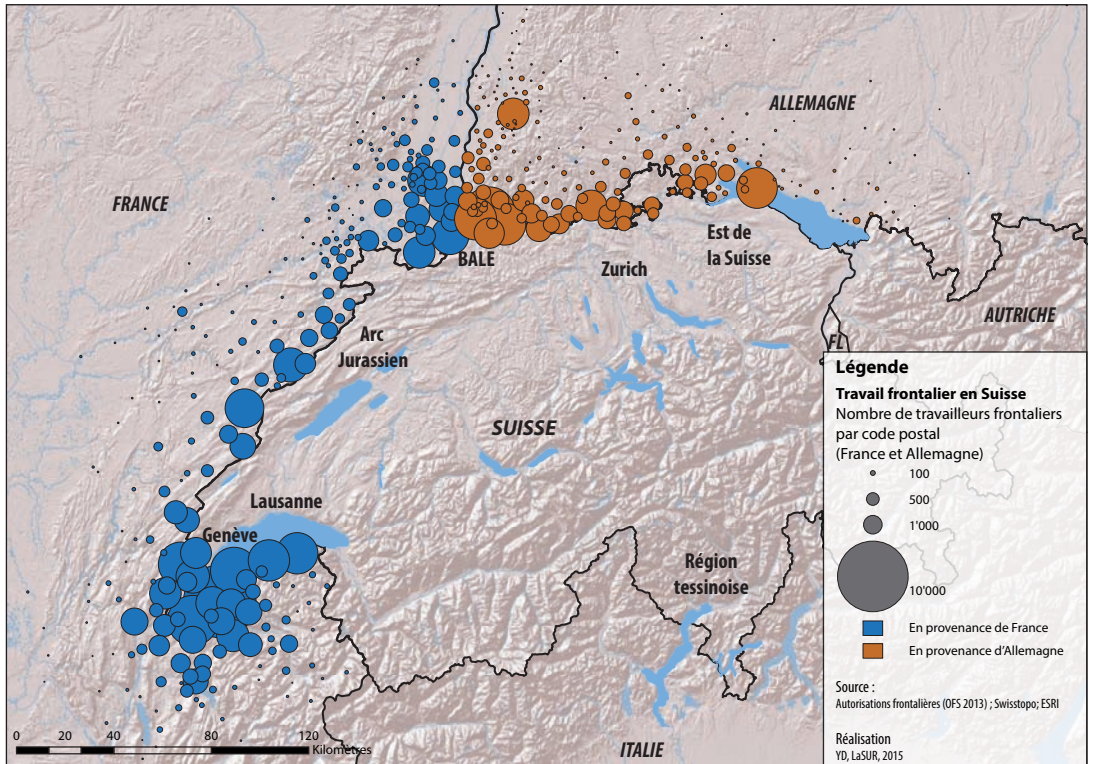 ALLEMAGNE
FRANCE
BALE
Est de
la Suisse
Zurich
AUTRICHE
Arc
Jurassien
FL
SUISSE
Lausanne
Genève
Région
tessinoise
ITALIE
0 20 40 80 120
Kilomètres
Légende
Travail frontalier en Suisse
Nombre de travailleurs frontaliers
par code postal
(France et Allemagne)
100
500
1'000
10'000
En provenance de France
En provenance d'Allemagne
Source :
Autorisations frontalières (OFS 2013) ; Swisstopo; ESRI
Réalisation
YD, LaSUR, 2015